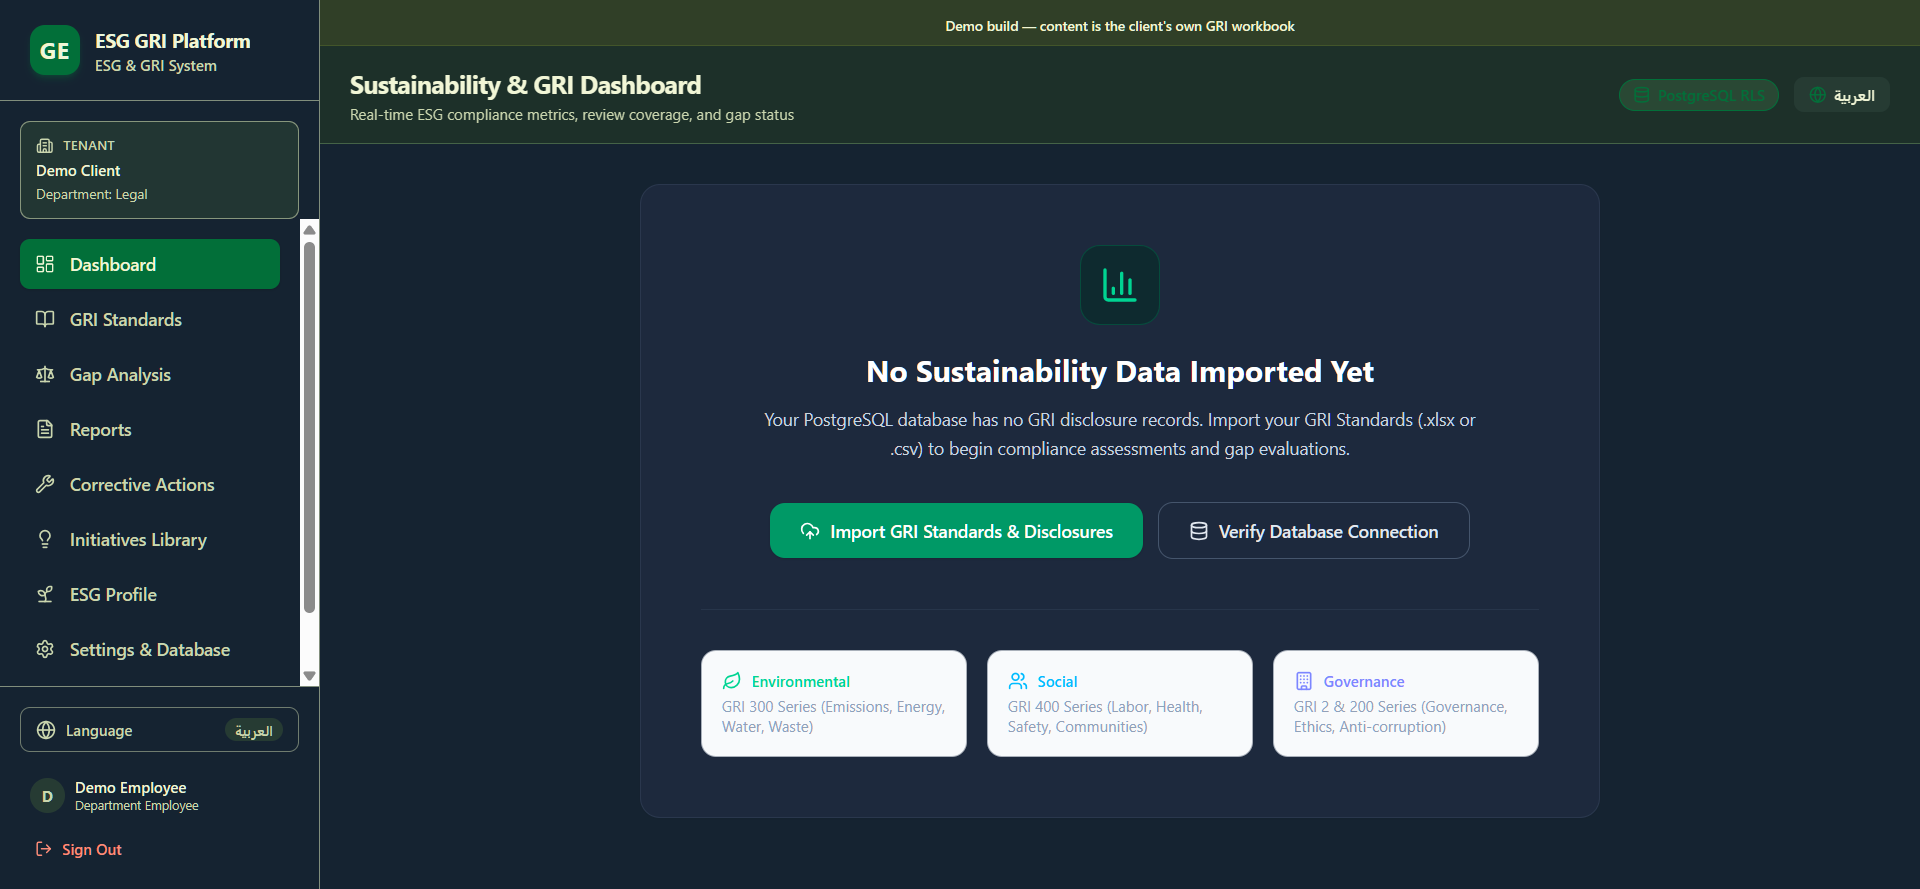 GE
ESG GRI Platform
ESG & GRI System
TENANT
Demo Client
Department: Legal
Dashboard
GRI Standards
Gap Analysis
Reports
Corrective Actions
Initiatives Library
ESG Profile
Settings & Database
Language
العربية
D
Demo Employee
Department Employee
Sign Out
Demo build — content is the client's own GRI workbook
Sustainability & GRI Dashboard
Real-time ESG compliance metrics, review coverage, and gap status
PostgreSQL RLS
العربية
No Sustainability Data Imported Yet
Your PostgreSQL database has no GRI disclosure records. Import your GRI Standards (.xlsx or
.csv) to begin compliance assessments and gap evaluations.
Import GRI Standards & Disclosures
Verify Database Connection
Environmental
GRI 300 Series (Emissions, Energy,
Water, Waste)
Social
GRI 400 Series (Labor, Health,
Safety, Communities)
Governance
GRI 2 & 200 Series (Governance,
Ethics, Anti-corruption)